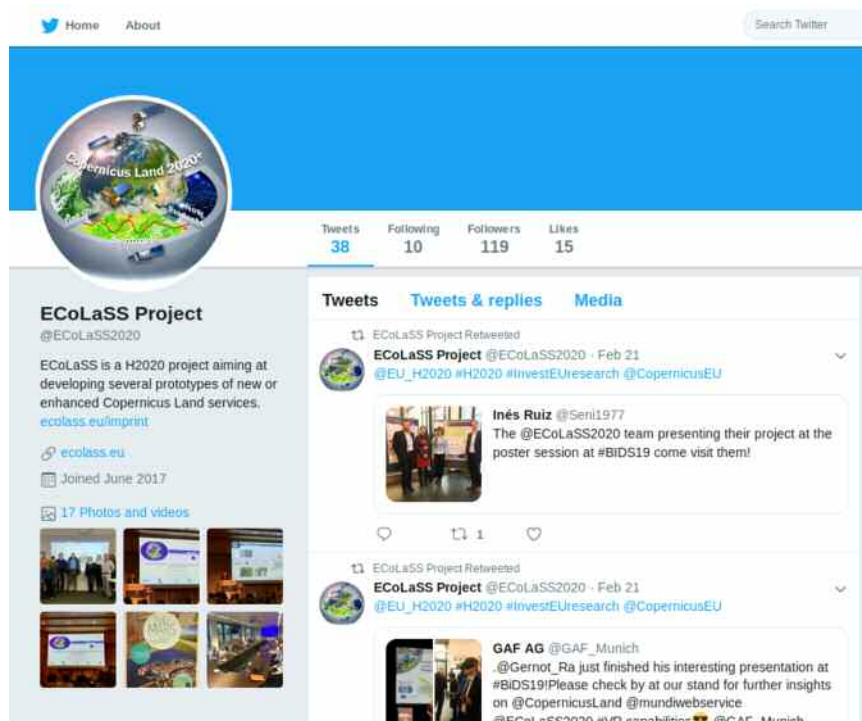 Home About
Search Twitter
Copernicus Land 2020+
Tweets Following Followers Likes
38 10 119 15
Tweets Tweets & replies Media
ECoLaSS Project
@ECoLaSS2020
ECoLaSS is a H2020 project aiming at
developing several prototypes of new or
enhanced Copernicus Land services.
ecolass.eu/imprint
ecolass.eu
Joined June 2017
17 Photos and videos
ECoLaSS Project Retweeted
ECoLaSS Project @ECoLaSS2020 · Feb 21
@EU_H2020 #H2020 #InvestEUresearch @CopernicusEU
Inés Ruiz @Seni1977
The @ECoLaSS2020 team presenting their project at the
poster session at #BIDS19 come visit them!
1
ECoLaSS Project Retweeted
ECoLaSS Project @ECoLaSS2020 · Feb 21
@EU_H2020 #H2020 #InvestEUresearch @CopernicusEU
GAF AG @GAF_Munich
.@Gernot_Ra just finished his interesting presentation at
#BiDS19!Please check by at our stand for further insights
on @CopernicusLand @mundiwebservice
@ECoLaSS2020 #VR capabilities😎 @GAF_Munich